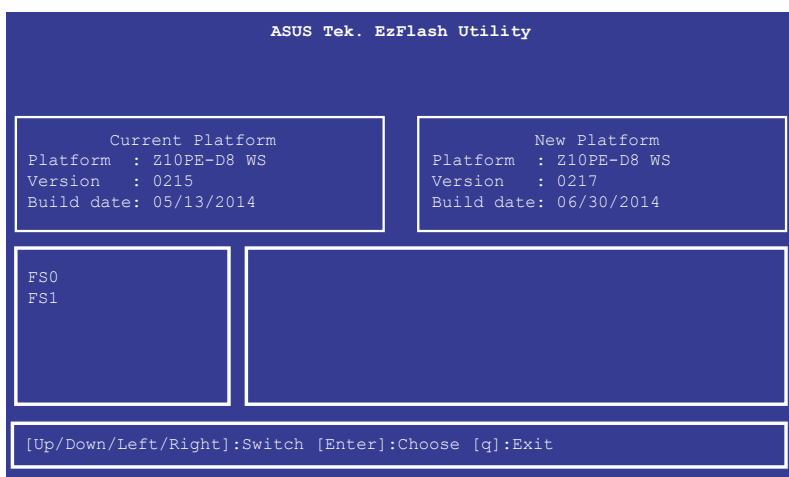 ASUS Tek. EzFlash Utility
Current Platform
Platform : Z10PE-D8 WS
Version : 0215
Build date: 05/13/2014
New Platform
Platform : Z10PE-D8 WS
Version : 0217
Build date: 06/30/2014
FS0
FS1
[Up/Down/Left/Right]:Switch [Enter]:Choose [q]:Exit